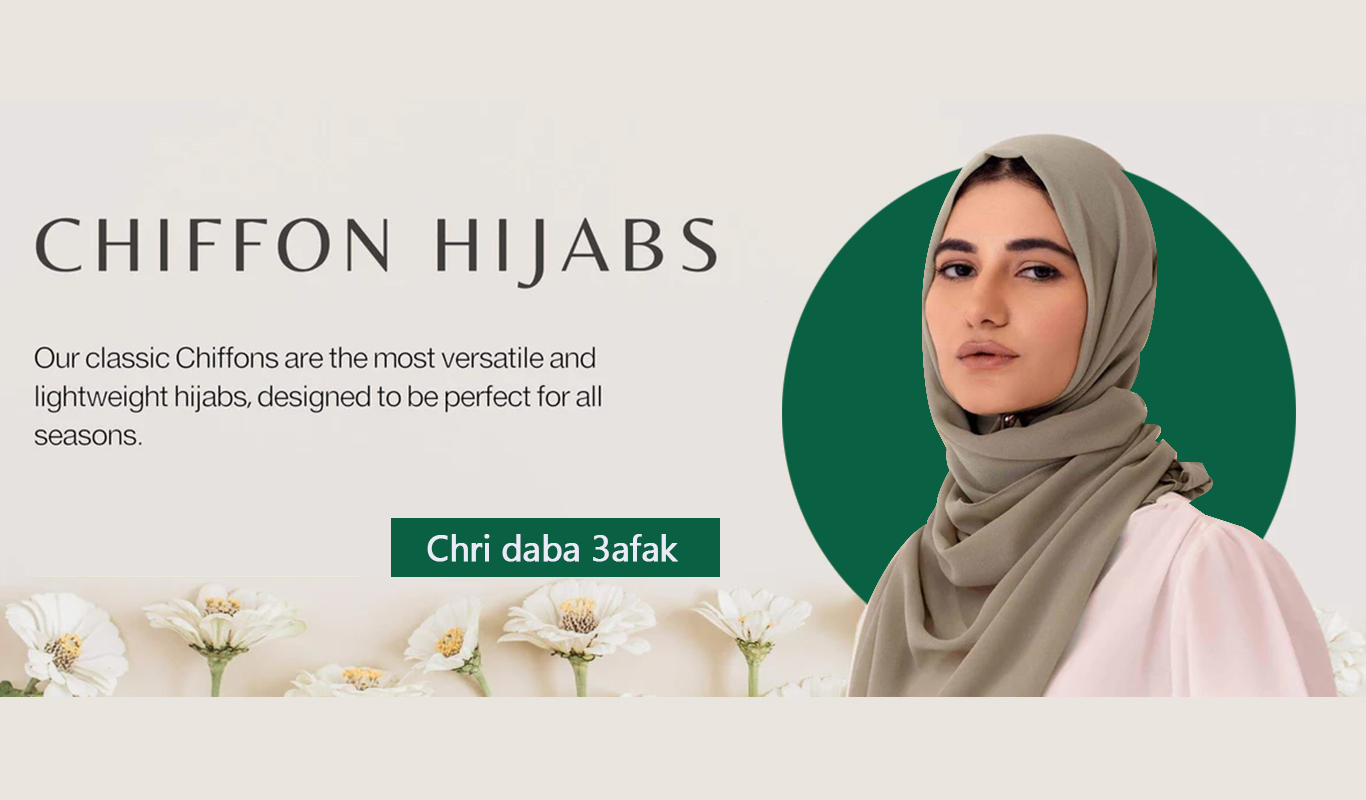 CHIFFON HIJABS
Our classic Chiffons are the most versatile and
lightweight hijabs, designed to be perfect for all
seasons.
Chri daba 3afak